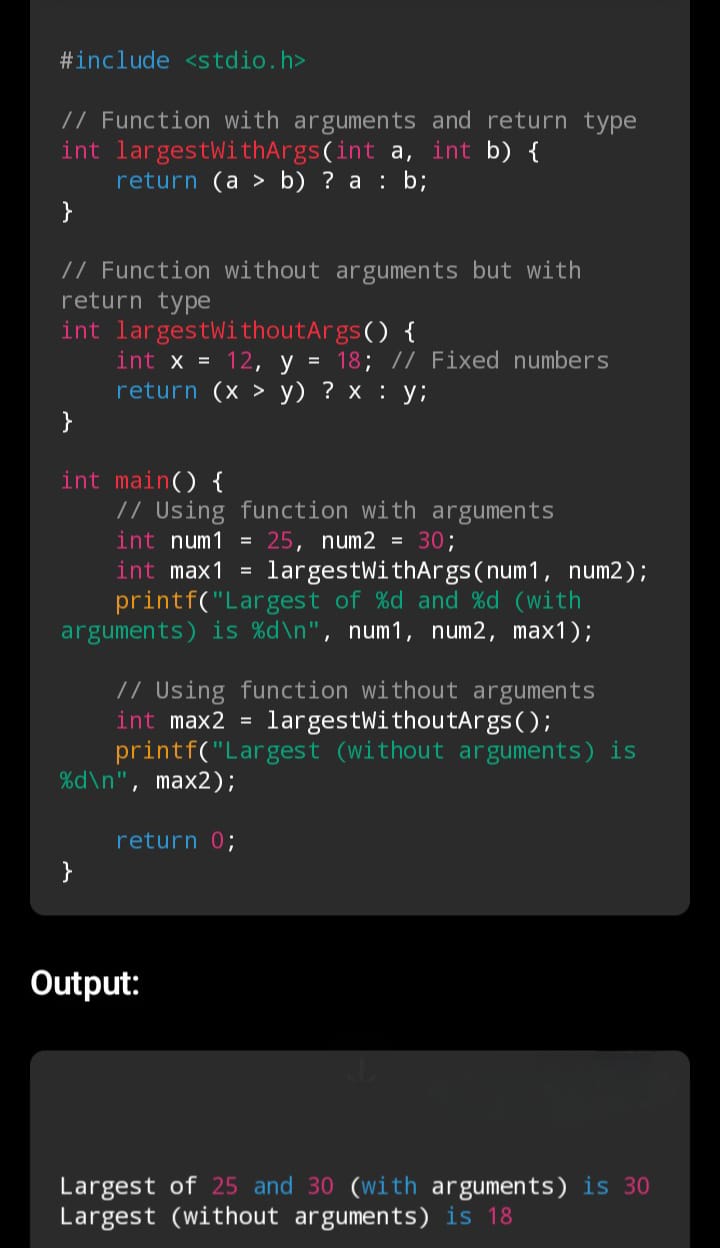 #include <stdio.h>
// Function with arguments and return type
int largestWithArgs(int a, int b) {
return (a > b) ? a : b;
}
// Function without arguments but with
return type
int largestWithoutArgs() {
int x = 12, y = 18; // Fixed numbers
return (x > y) ? x : y;
}
int main() {
// Using function with arguments
int num1 = 25, num2 = 30;
int max1 = largestWithArgs(num1, num2);
printf("Largest of %d and %d (with
arguments) is %d\n", num1, num2, max1);
// Using function without arguments
int max2 = largestWithoutArgs();
printf("Largest (without arguments) is
%d\n", max2);
return 0;
}
Output:
Largest of 25 and 30 (with arguments) is 30
Largest (without arguments) is 18